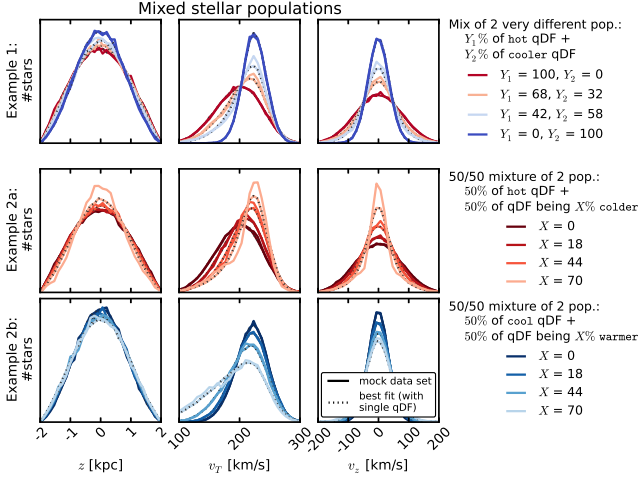 Mixed stellar populations
Example 1:
#stars
Mix of 2 very different pop.:
Y₁% of hot qDF +
Y₂% of cooler qDF
Y₁ = 100, Y₂ = 0
Y₁ = 68, Y₂ = 32
Y₁ = 42, Y₂ = 58
Y₁ = 0, Y₂ = 100
Example 2a:
#stars
50/50 mixture of 2 pop.:
50% of hot qDF +
50% of qDF being X% colder
X = 0
X = 18
X = 44
X = 70
Example 2b:
#stars
50/50 mixture of 2 pop.:
50% of cool qDF +
50% of qDF being X% warmer
X = 0
X = 18
X = 44
X = 70
mock data set
best fit (with
single qDF)
-2 -1 0 1 2
100 200 300
-200 -100 0 100 200
z [kpc]
v_T [km/s]
v_z [km/s]